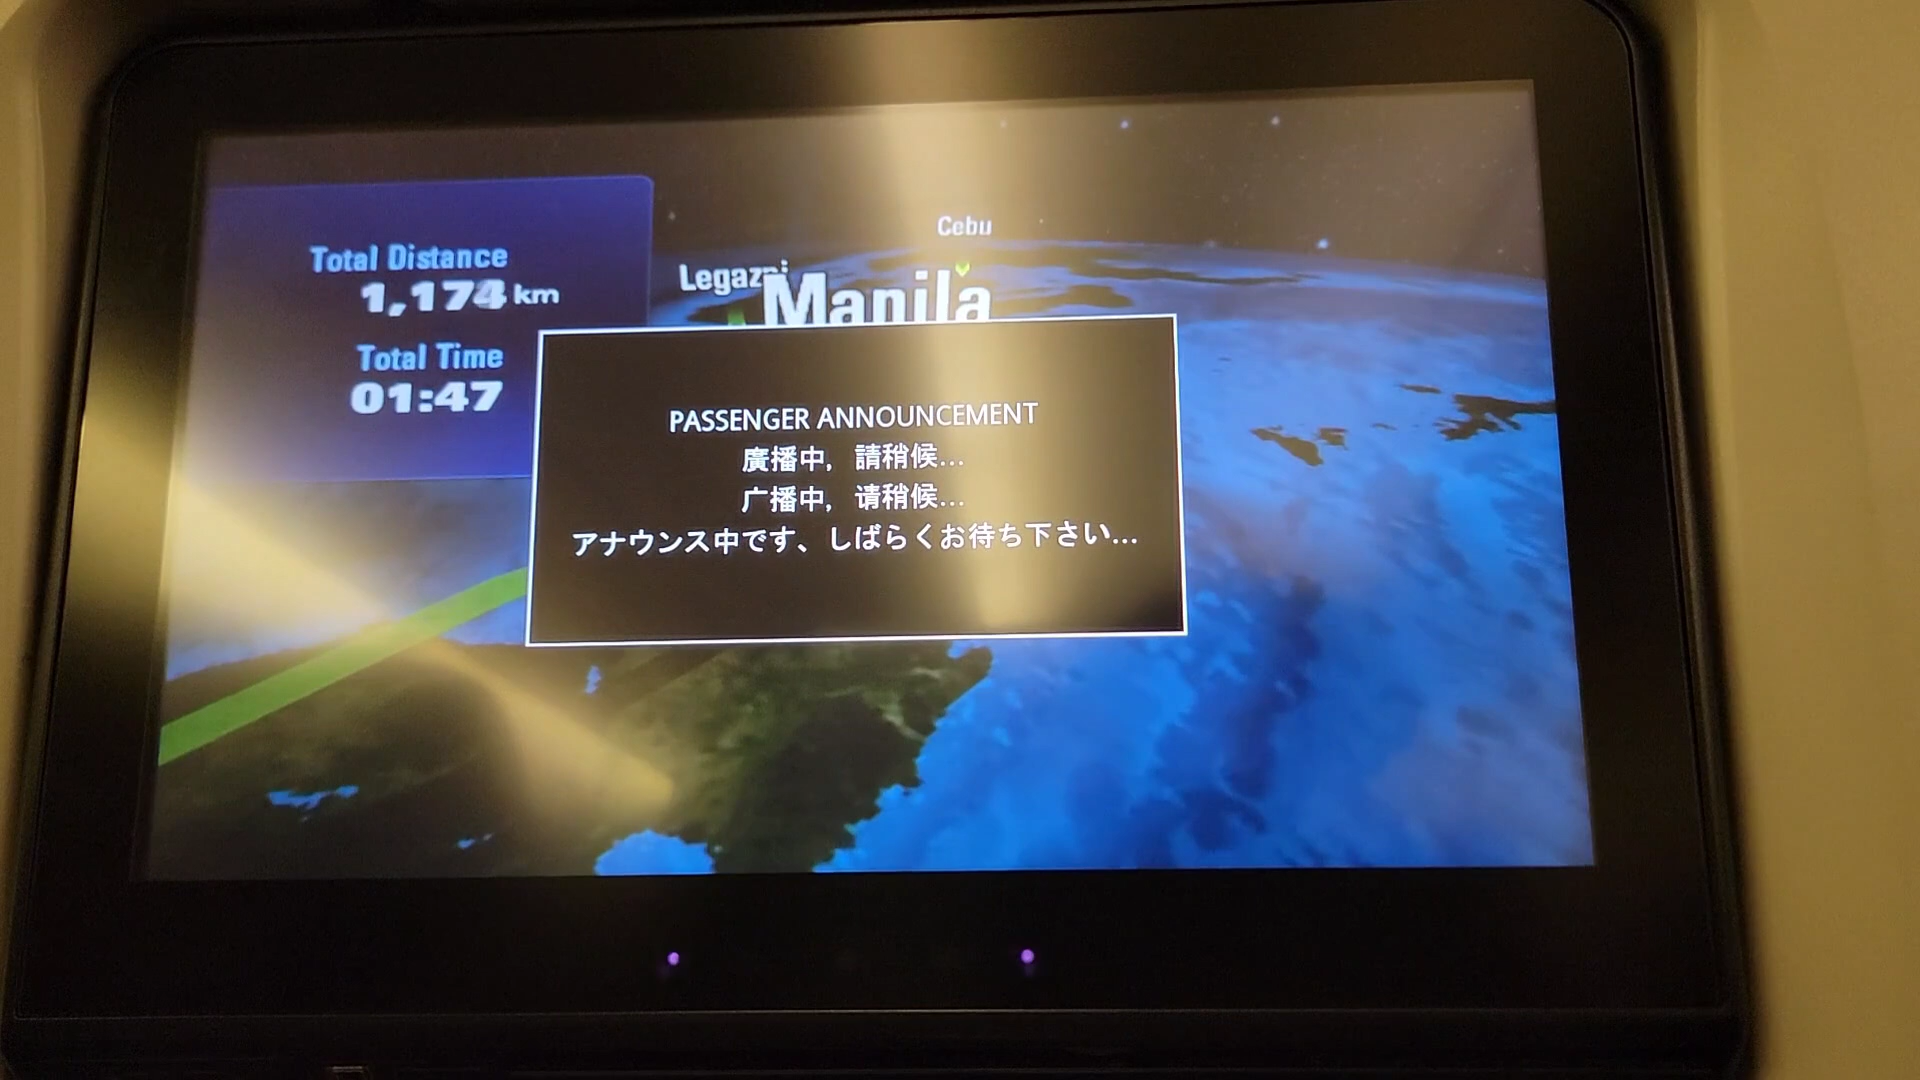 Total Distance
1,174 km
Total Time
01:47
Cebu
Legazpi
Manila
PASSENGER ANNOUNCEMENT
廣播中, 請稍候...
广播中, 请稍候...
アナウンス中です、しばらくお待ち下さい...